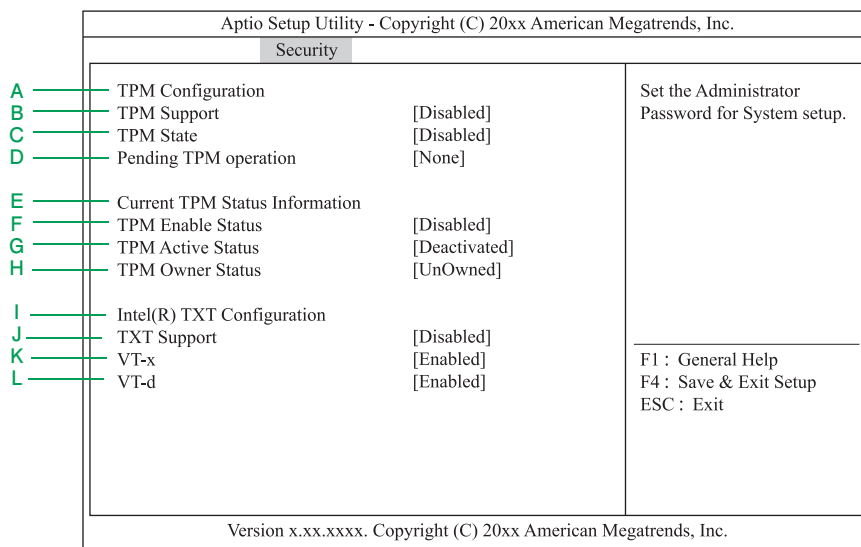 Aptio Setup Utility - Copyright (C) 20xx American Megatrends, Inc.
Security
A TPM Configuration
B TPM Support [Disabled]
C TPM State [Disabled]
D Pending TPM operation [None]
E Current TPM Status Information
F TPM Enable Status [Disabled]
G TPM Active Status [Deactivated]
H TPM Owner Status [UnOwned]
I Intel(R) TXT Configuration
J TXT Support [Disabled]
K VT-x [Enabled]
L VT-d [Enabled]
Set the Administrator
Password for System setup.
F1 : General Help
F4 : Save & Exit Setup
ESC : Exit
Version x.xx.xxxx. Copyright (C) 20xx American Megatrends, Inc.